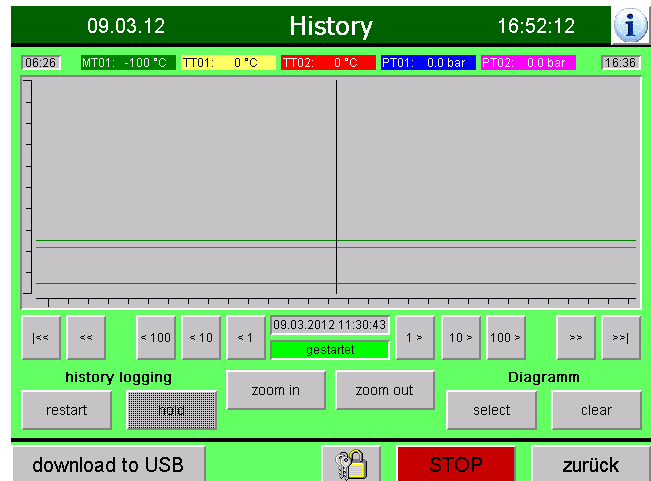 09.03.12 History 16:52:12 i
06:26 MT01: -100 °C TT01: 0 °C TT02: 0 °C PT01: 0.0 bar PT02: 0.0 bar 16:36
|<< << < 100 < 10 < 1 09.03.2012 11:30:43 1 > 10 > 100 > >> >>|
gestartet
history logging zoom in zoom out Diagramm
restart hold select clear
download to USB STOP zurück